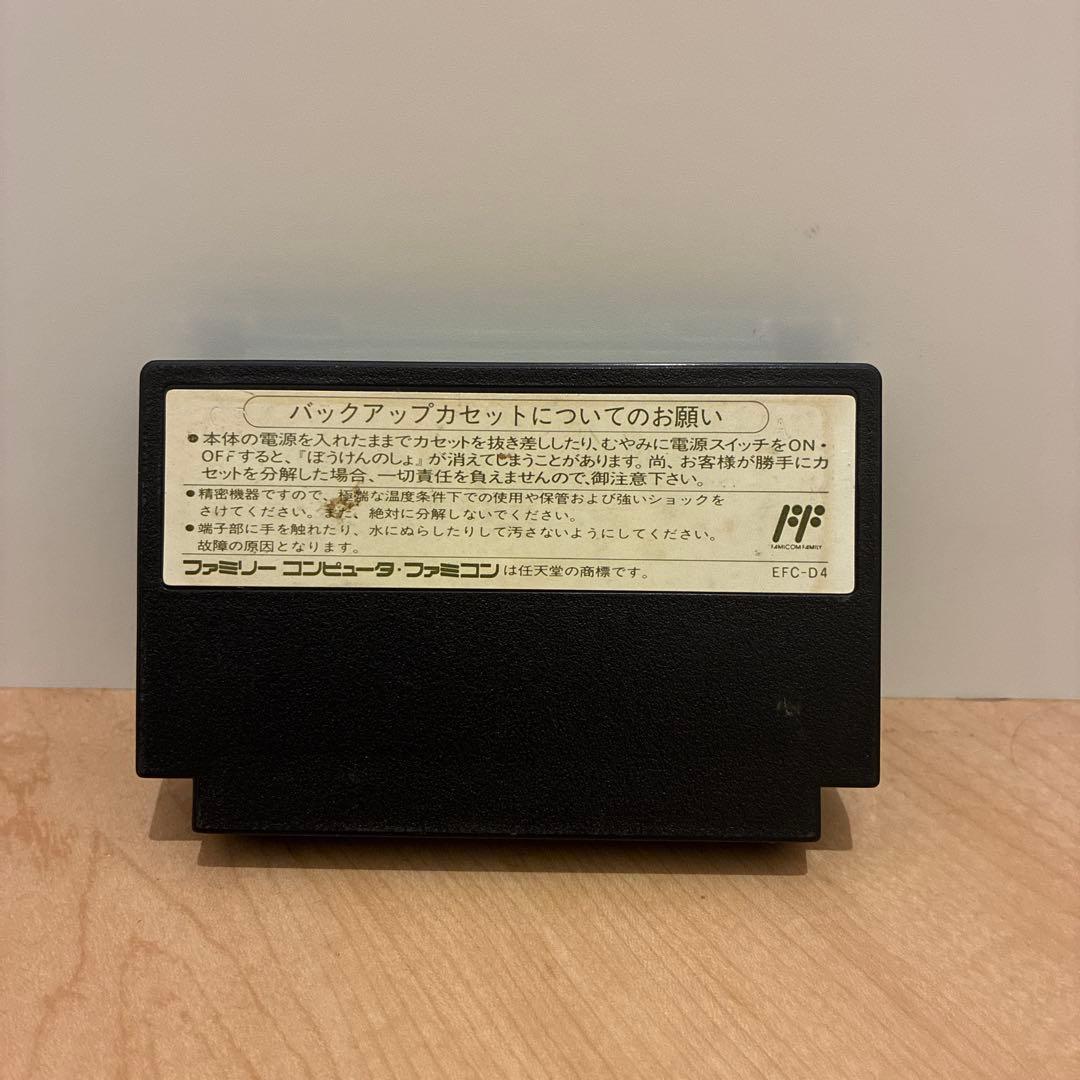 バックアップカセットについてのお願い
●本体の電源を入れたままでカセットを抜き差ししたり、むやみに電源スイッチをON・
OFFすると、『ぼうけんのしょ』が消えてしまうことがあります。尚、お客様が勝手にカ
セットを分解した場合、一切責任を負えませんので、御注意下さい。
●精密機器ですので、極端な温度条件下での使用や保管および強いショックを
さけてください。また、絶対に分解しないでください。
●端子部に手を触れたり、水にぬらしたりして汚さないようにしてください。
故障の原因となります。
FAMICOM FAMILY
ファミリー コンピュータ・ファミコンは任天堂の商標です。
EFC-D4